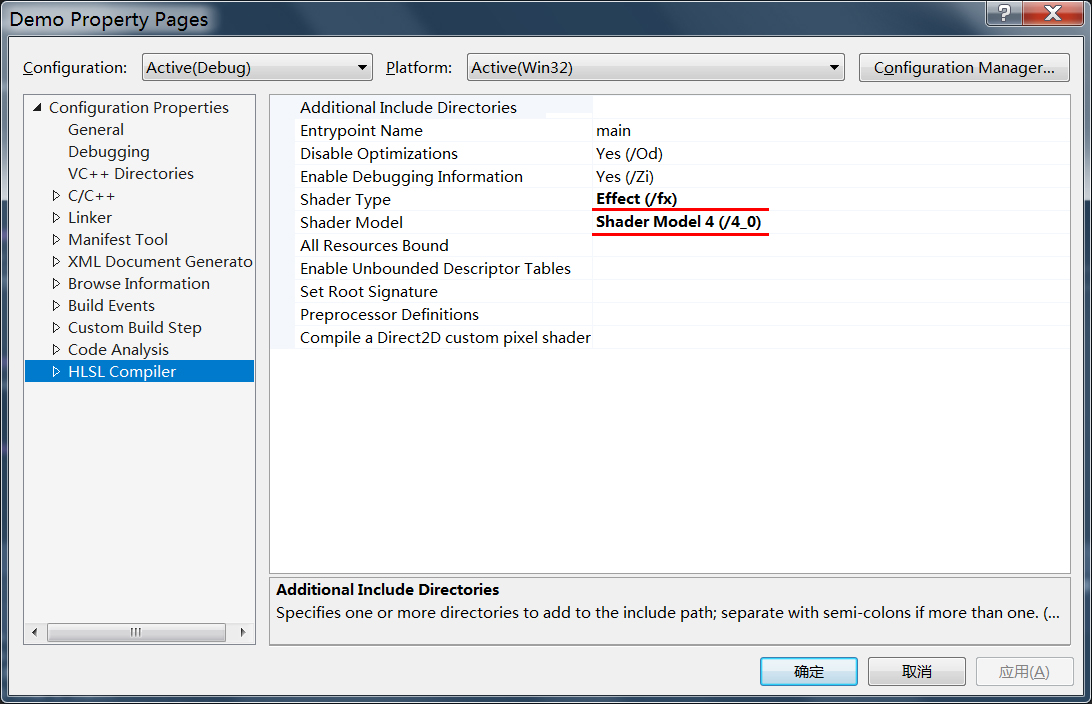 Demo Property Pages
Configuration: Active(Debug) Platform: Active(Win32) Configuration Manager...
Configuration Properties
General
Debugging
VC++ Directories
C/C++
Linker
Manifest Tool
XML Document Generato
Browse Information
Build Events
Custom Build Step
Code Analysis
HLSL Compiler
Additional Include Directories
Entrypoint Name main
Disable Optimizations Yes (/Od)
Enable Debugging Information Yes (/Zi)
Shader Type Effect (/fx)
Shader Model Shader Model 4 (/4_0)
All Resources Bound
Enable Unbounded Descriptor Tables
Set Root Signature
Preprocessor Definitions
Compile a Direct2D custom pixel shader
Additional Include Directories
Specifies one or more directories to add to the include path; separate with semi-colons if more than one. (...
确定 取消 应用(A)